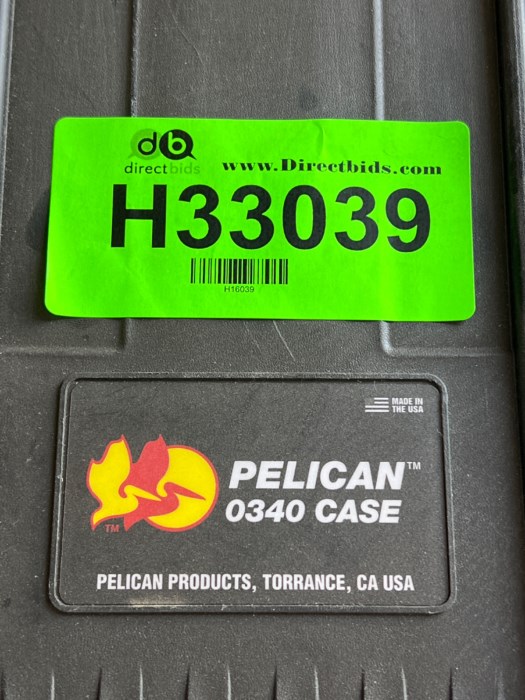 db
directbids
www.Directbids.com
H33039
H16039
MADE IN
THE USA
PELICAN™
0340 CASE
TM
PELICAN PRODUCTS, TORRANCE, CA USA